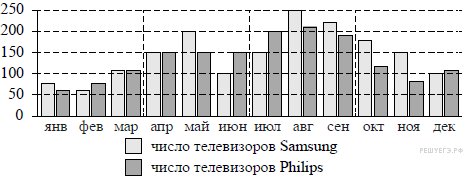 250
200
150
100
50
0
янв фев мар апр май июн июл авг сен окт ноя дек
число телевизоров Samsung
число телевизоров Philips
РЕШУЕГЭ.РФ